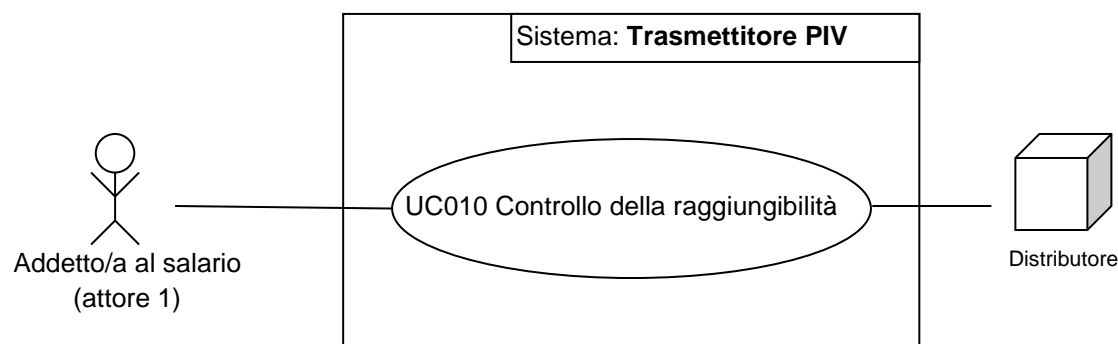 Sistema: Trasmettitore PIV
UC010 Controllo della raggiungibilità
Addetto/a al salario
(attore 1)
Distributore